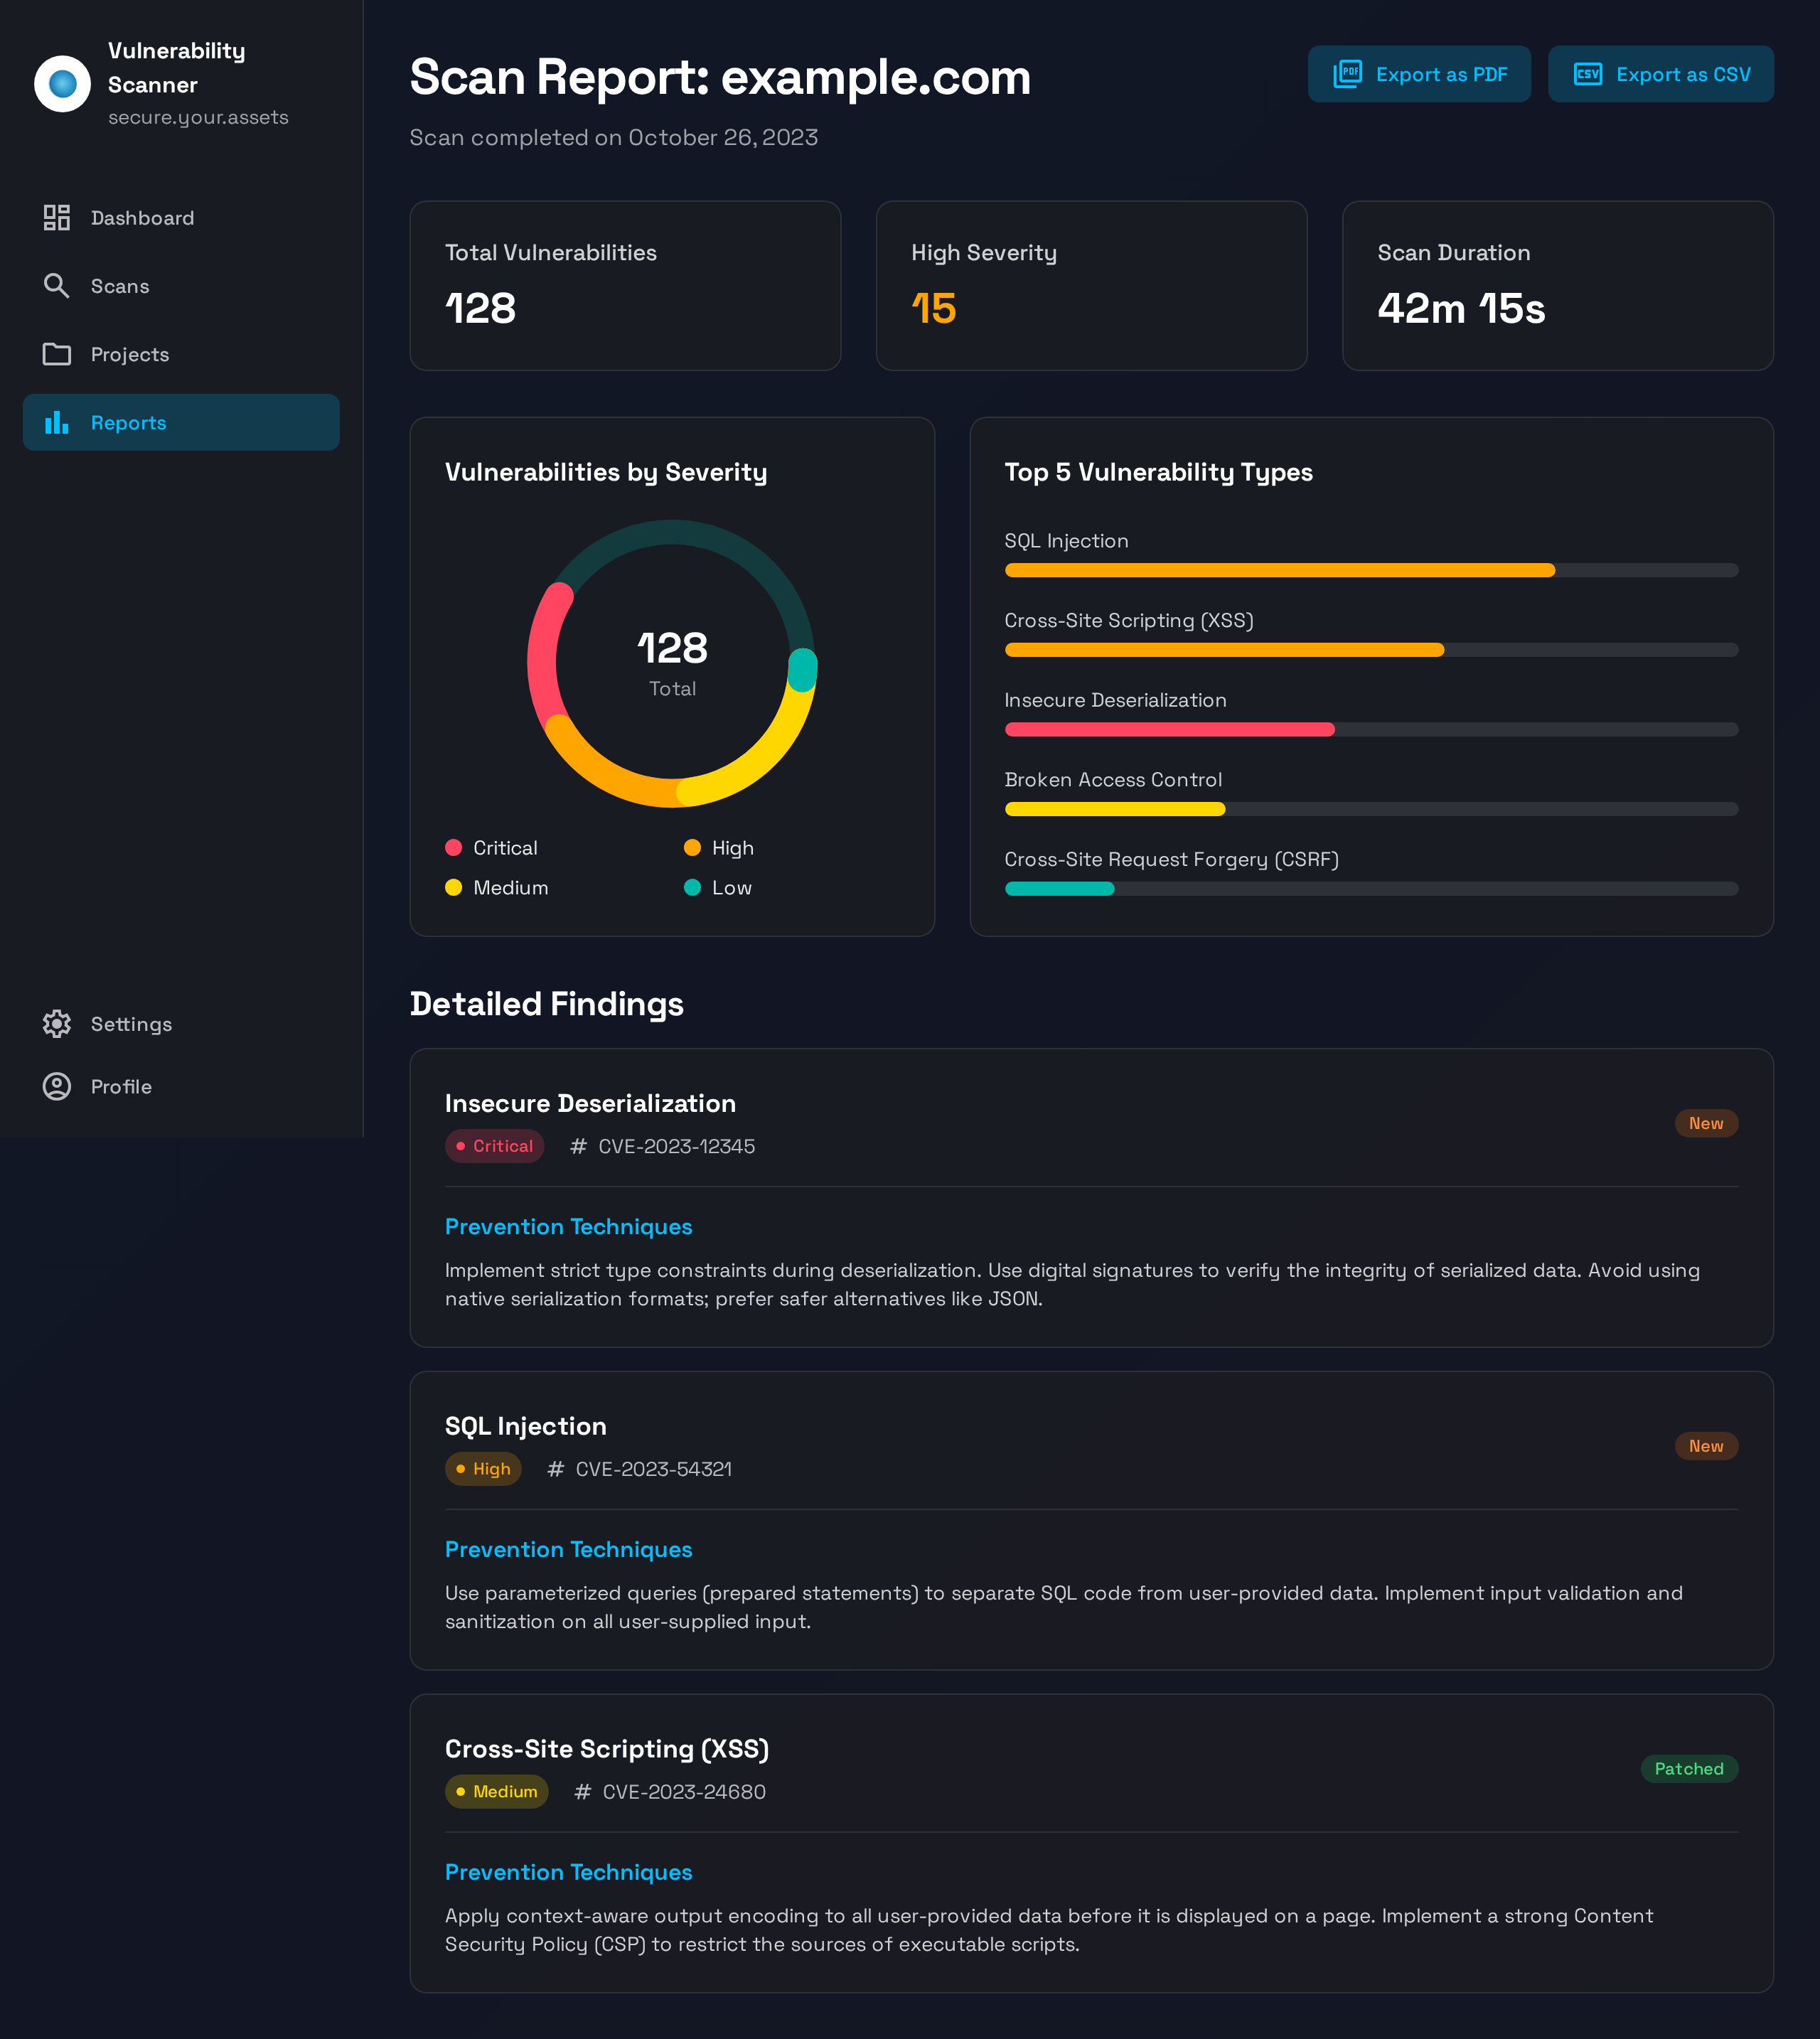 Vulnerability
Scanner
secure.your.assets
Dashboard
Scans
Projects
Reports
Settings
Profile
Scan Report: example.com
Scan completed on October 26, 2023
PDF
Export as PDF
CSV
Export as CSV
Total Vulnerabilities
128
High Severity
15
Scan Duration
42m 15s
Vulnerabilities by Severity
128
Total
Critical
High
Medium
Low
Top 5 Vulnerability Types
SQL Injection
Cross-Site Scripting (XSS)
Insecure Deserialization
Broken Access Control
Cross-Site Request Forgery (CSRF)
Detailed Findings
Insecure Deserialization
Critical
# CVE-2023-12345
New
Prevention Techniques
Implement strict type constraints during deserialization. Use digital signatures to verify the integrity of serialized data. Avoid using
native serialization formats; prefer safer alternatives like JSON.
SQL Injection
High
# CVE-2023-54321
New
Prevention Techniques
Use parameterized queries (prepared statements) to separate SQL code from user-provided data. Implement input validation and
sanitization on all user-supplied input.
Cross-Site Scripting (XSS)
Medium
# CVE-2023-24680
Patched
Prevention Techniques
Apply context-aware output encoding to all user-provided data before it is displayed on a page. Implement a strong Content
Security Policy (CSP) to restrict the sources of executable scripts.